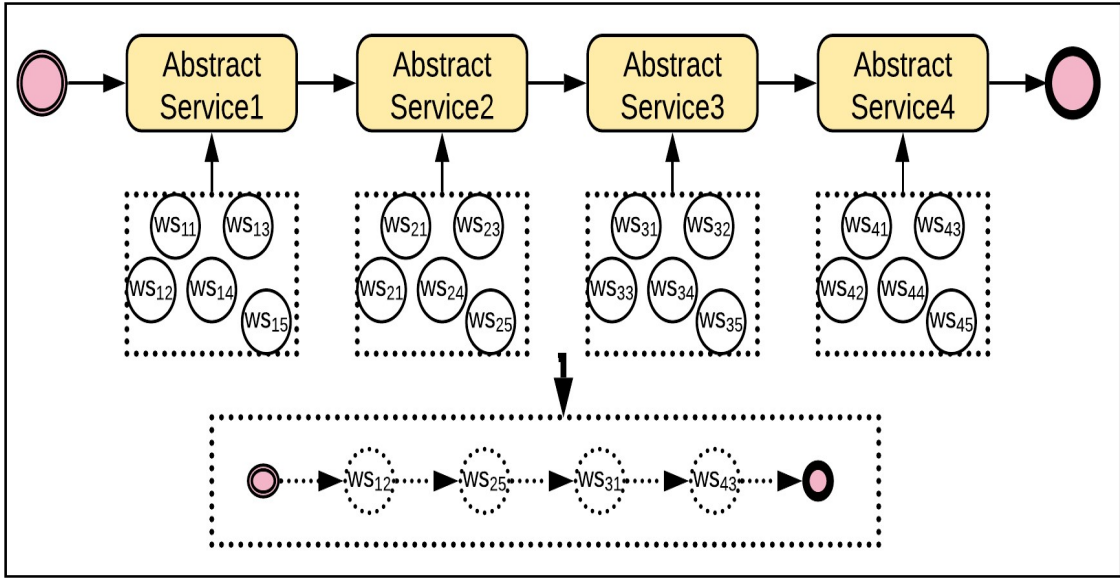 Abstract
Service1
Abstract
Service2
Abstract
Service3
Abstract
Service4
ws11
ws13
ws12
ws14
ws15
ws21
ws23
ws21
ws24
ws25
ws31
ws32
ws33
ws34
ws35
ws41
ws43
ws42
ws44
ws45
ws12
ws25
ws31
ws43